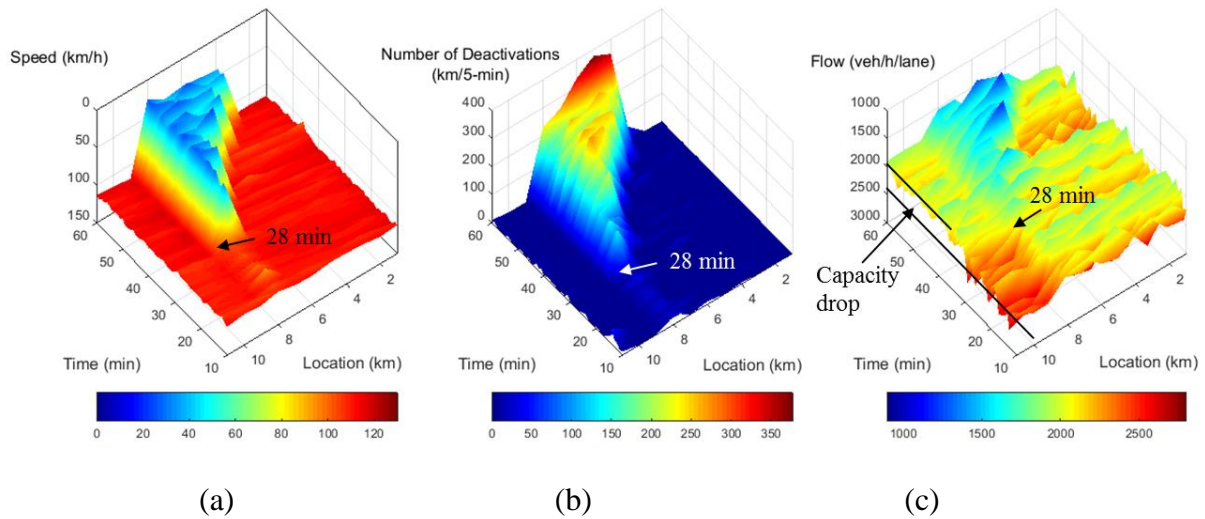 Speed (km/h)
0
50
100
150
60
50
40
30
20
10
10
8
6
4
2
28 min
Time (min)
Location (km)
0 20 40 60 80 100 120
(a)
Number of Deactivations
(km/5-min)
400
300
200
100
0
60
50
40
30
20
10
10
8
6
4
2
28 min
Time (min)
Location (km)
0 50 100 150 200 250 300 350
(b)
Flow (veh/h/lane)
1000
1500
2000
2500
3000
60
50
40
30
20
10
10
8
6
4
2
28 min
Capacity
drop
Time (min)
Location (km)
1000 1500 2000 2500
(c)